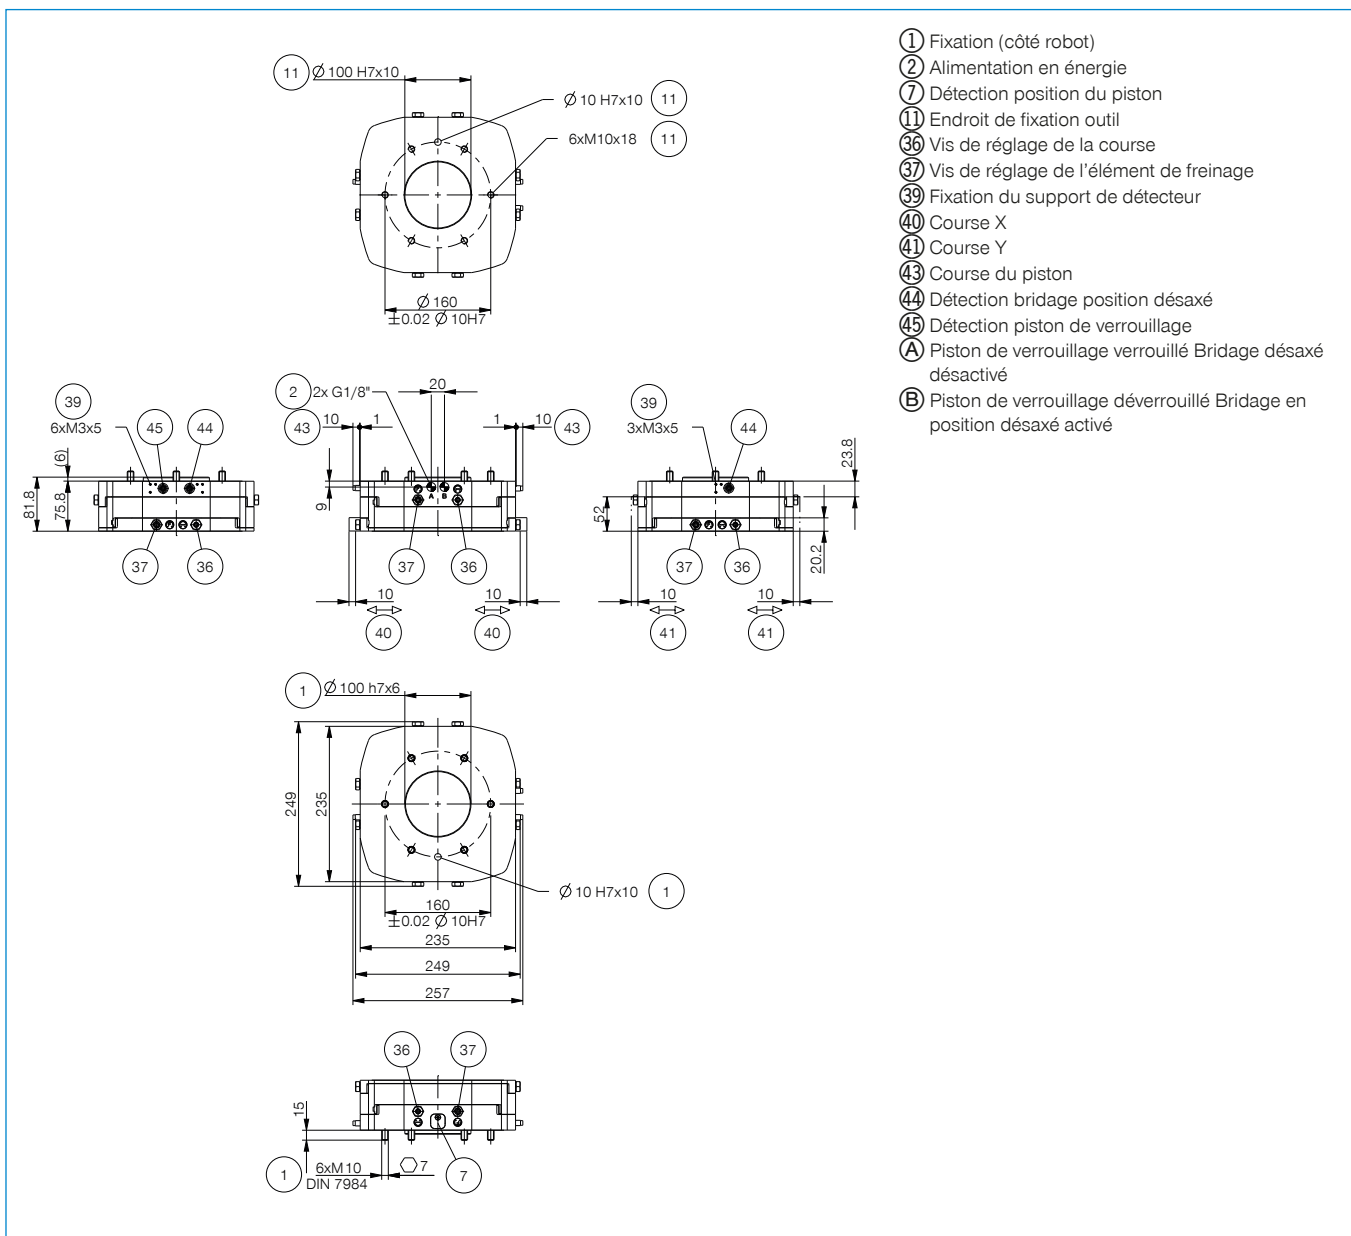 1 Fixation (côté robot)
2 Alimentation en énergie
7 Détection position du piston
11 Endroit de fixation outil
36 Vis de réglage de la course
37 Vis de réglage de l'élément de freinage
39 Fixation du support de détecteur
40 Course X
41 Course Y
43 Course du piston
44 Détection bridage position désaxé
45 Détection piston de verrouillage
A Piston de verrouillage verrouillé Bridage désaxé
désactivé
B Piston de verrouillage déverrouillé Bridage en
position désaxé activé
11 Ø 100 H7x10
Ø 10 H7x10 11
6xM10x18 11
Ø 160
±0.02 Ø 10H7
39
6xM3x5
45
44
(6)
81.8
75.8
37
36
2 2x G1/8"
20
43
10
1
1
10
43
9
A B
37
36
10
10
40
40
39
3xM3x5
44
23.8
52
20.2
37
36
10
10
41
41
1 Ø 100 h7x6
249
235
Ø 10 H7x10 1
160
±0.02 Ø 10H7
235
249
257
36
37
15
1
6xM10
DIN 7984
7
7